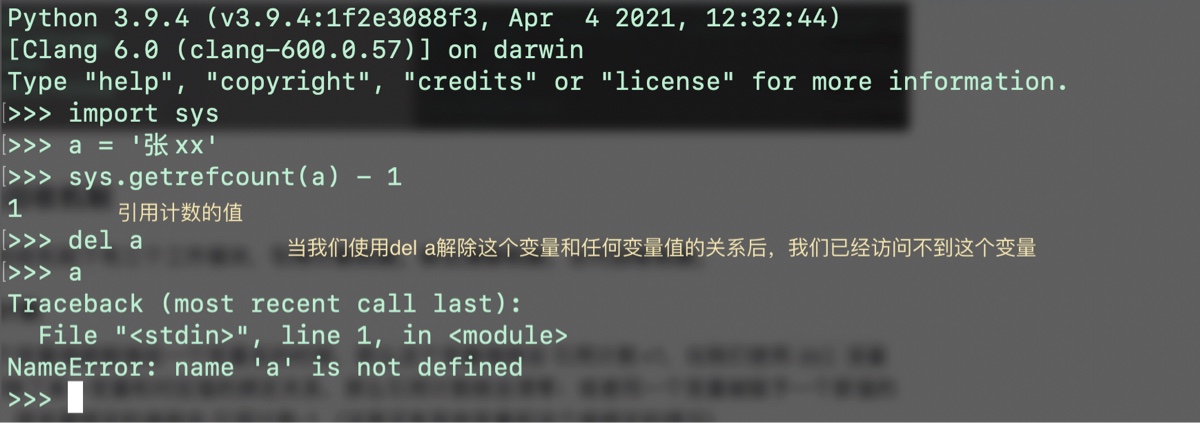 Python 3.9.4 (v3.9.4:1f2e3088f3, Apr  4 2021, 12:32:44)
[Clang 6.0 (clang-600.0.57)] on darwin
Type "help", "copyright", "credits" or "license" for more information.
[>>> import sys
[>>> a = '张xx'
[>>> sys.getrefcount(a) - 1
1 引用计数的值
[>>> del a 当我们使用del a解除这个变量和任何变量值的关系后，我们已经访问不到这个变量
[>>> a
Traceback (most recent call last):
  File "<stdin>", line 1, in <module>
NameError: name 'a' is not defined
>>>